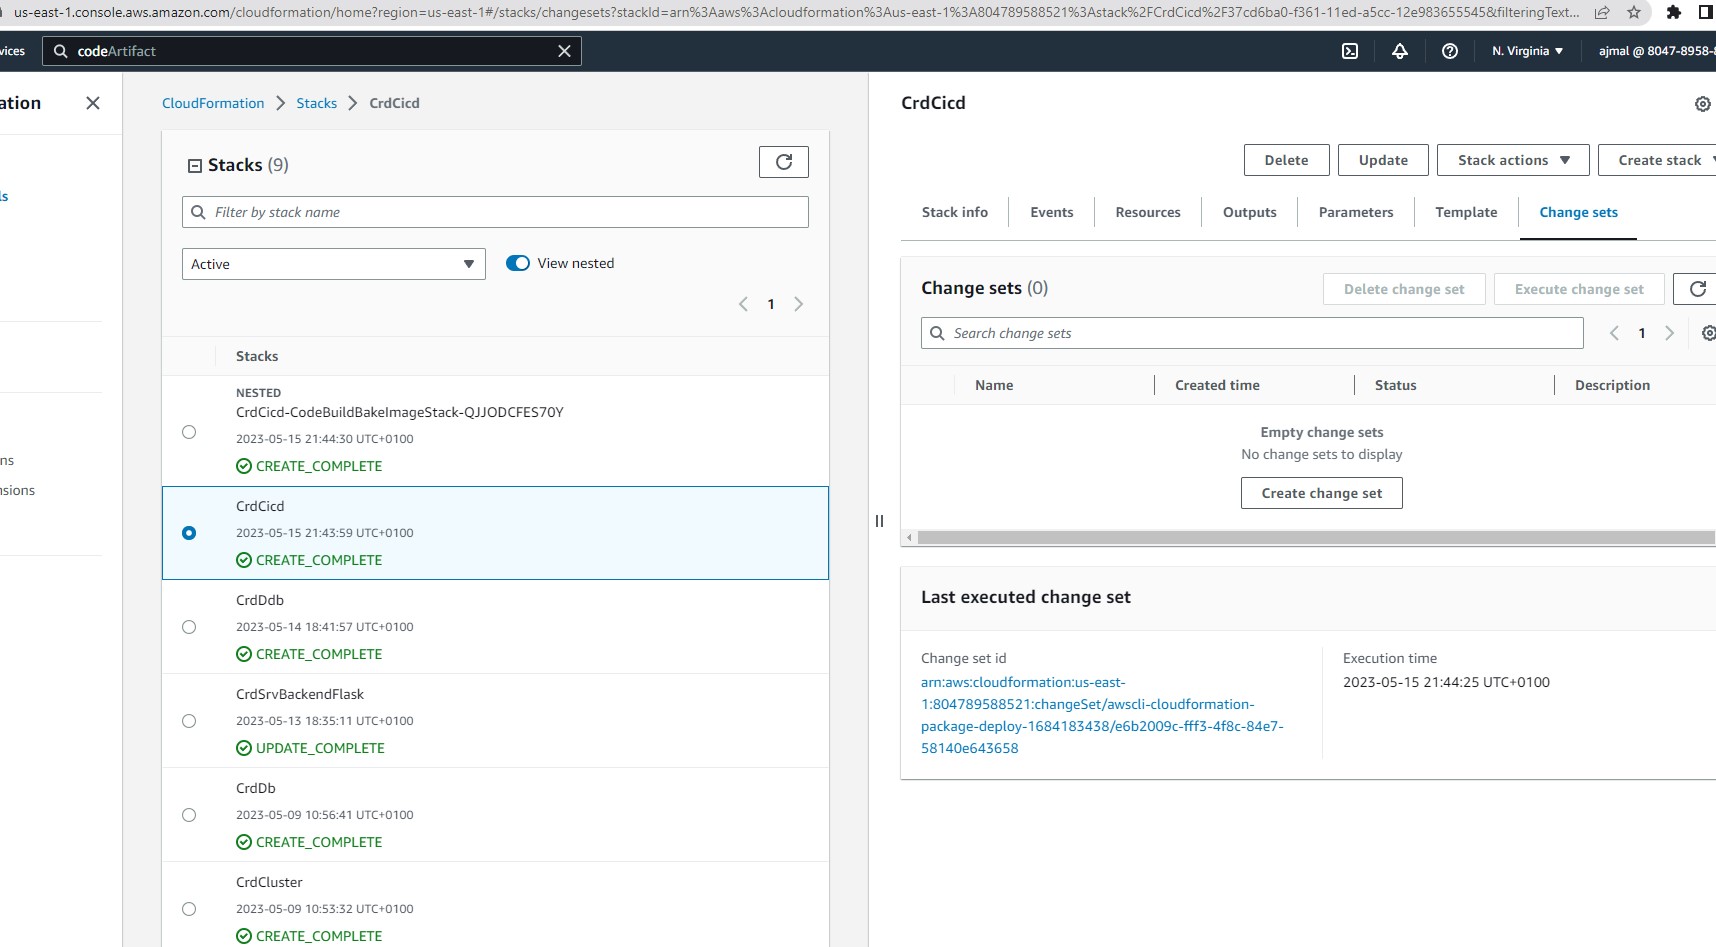 us-east-1.console.aws.amazon.com/cloudformation/home?region=us-east-1#/stacks/changesets?stackId=arn%3Aaws%3Acloudformation%3Aus-east-1%3A804789588521%3Astack%2FCrdCicd%2F37cd6ba0-f361-11ed-a5cc-12e983655545&filteringText...
vices
codeArtifact
N. Virginia
ajmal @ 8047-8958-8
ation
ls
ns
nsions
CloudFormation > Stacks > CrdCicd
Stacks (9)
Filter by stack name
Active
View nested
1
Stacks
NESTED
CrdCicd-CodeBuildBakeImageStack-QJJODCFES70Y
2023-05-15 21:44:30 UTC+0100
CREATE_COMPLETE
CrdCicd
2023-05-15 21:43:59 UTC+0100
CREATE_COMPLETE
CrdDdb
2023-05-14 18:41:57 UTC+0100
CREATE_COMPLETE
CrdSrvBackendFlask
2023-05-13 18:35:11 UTC+0100
UPDATE_COMPLETE
CrdDb
2023-05-09 10:56:41 UTC+0100
CREATE_COMPLETE
CrdCluster
2023-05-09 10:53:32 UTC+0100
CREATE_COMPLETE
CrdCicd
Delete
Update
Stack actions
Create stack
Stack info
Events
Resources
Outputs
Parameters
Template
Change sets
Change sets (0)
Delete change set
Execute change set
Search change sets
1
Name
Created time
Status
Description
Empty change sets
No change sets to display
Create change set
Last executed change set
Change set id
arn:aws:cloudformation:us-east-
1:804789588521:changeSet/awscli-cloudformation-
package-deploy-1684183438/e6b2009c-fff3-4f8c-84e7-
58140e643658
Execution time
2023-05-15 21:44:25 UTC+0100